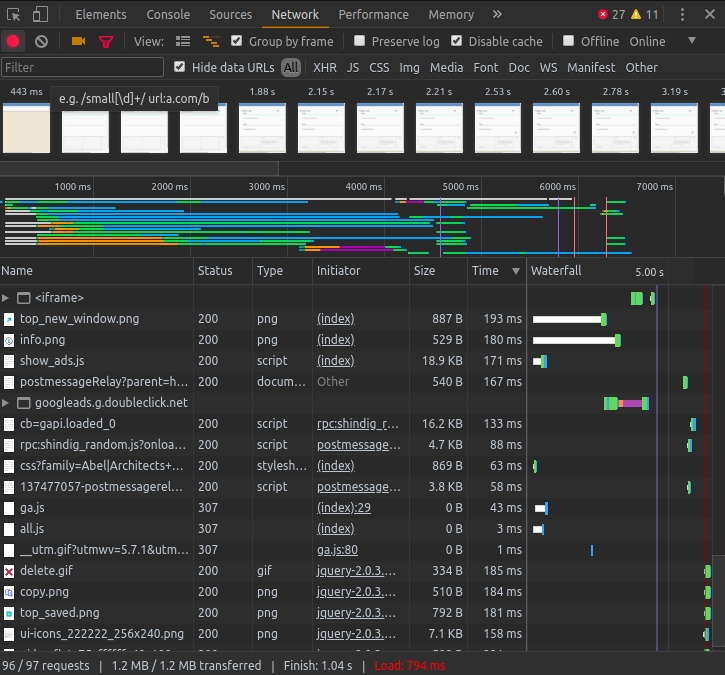 Elements Console Sources Network Performance Memory » 27 11
View: Group by frame Preserve log Disable cache Offline Online
Filter Hide data URLs All XHR JS CSS Img Media Font Doc WS Manifest Other
443 ms 1.88 s 2.15 s 2.17 s 2.21 s 2.53 s 2.60 s 2.78 s 3.19 s
e.g. /small[\d]+/ url:a.com/b
1000 ms 2000 ms 3000 ms 4000 ms 5000 ms 6000 ms 7000 ms
Name Status Type Initiator Size Time ▼ Waterfall 5.00 s
<iframe>
top_new_window.png 200 png (index) 887 B 193 ms
info.png 200 png (index) 529 B 180 ms
show_ads.js 200 script (index) 18.9 KB 171 ms
postmessageRelay?parent=h… 200 docum… Other 540 B 167 ms
googleads.g.doubleclick.net
cb=gapi.loaded_0 200 script rpc:shindig_r… 16.2 KB 133 ms
rpc:shindig_random.js?onloa… 200 script postmessage… 4.7 KB 88 ms
css?family=Abel|Architects+… 200 stylesh… (index) 869 B 63 ms
137477057-postmessagerel… 200 script postmessage… 3.8 KB 58 ms
ga.js 307 (index):29 0 B 43 ms
all.js 307 (index) 0 B 3 ms
__utm.gif?utmwv=5.7.1&utm… 307 ga.js:80 0 B 1 ms
delete.gif 200 gif jquery-2.0.3.… 334 B 185 ms
copy.png 200 png jquery-2.0.3.… 510 B 184 ms
top_saved.png 200 png jquery-2.0.3.… 792 B 181 ms
ui-icons_222222_256x240.png 200 png jquery-2.0.3.… 7.1 KB 158 ms
96 / 97 requests | 1.2 MB / 1.2 MB transferred | Finish: 1.04 s | Load: 794 ms